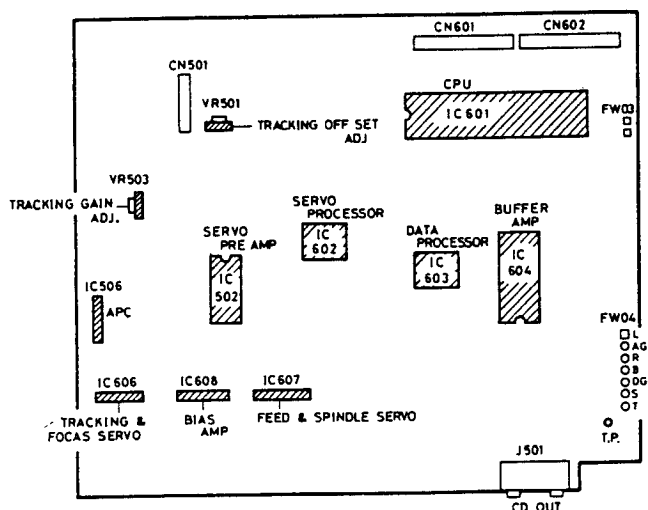 CN601
CN602
CN501
CPU
VR501
IC601
FW03
TRACKING OFF SET
ADJ
VR503
TRACKING GAIN
ADJ.
SERVO
PROCESSOR
IC
602
SERVO
PRE AMP
IC
502
DATA
PROCESSOR
IC
603
BUFFER
AMP
IC
604
IC506
APC
FW04
L
AG
R
B
DG
S
T
T.P.
IC606
IC608
IC607
TRACKING &
FOCAS SERVO
BIAS
AMP
FEED & SPINDLE SERVO
J501
CD OUT